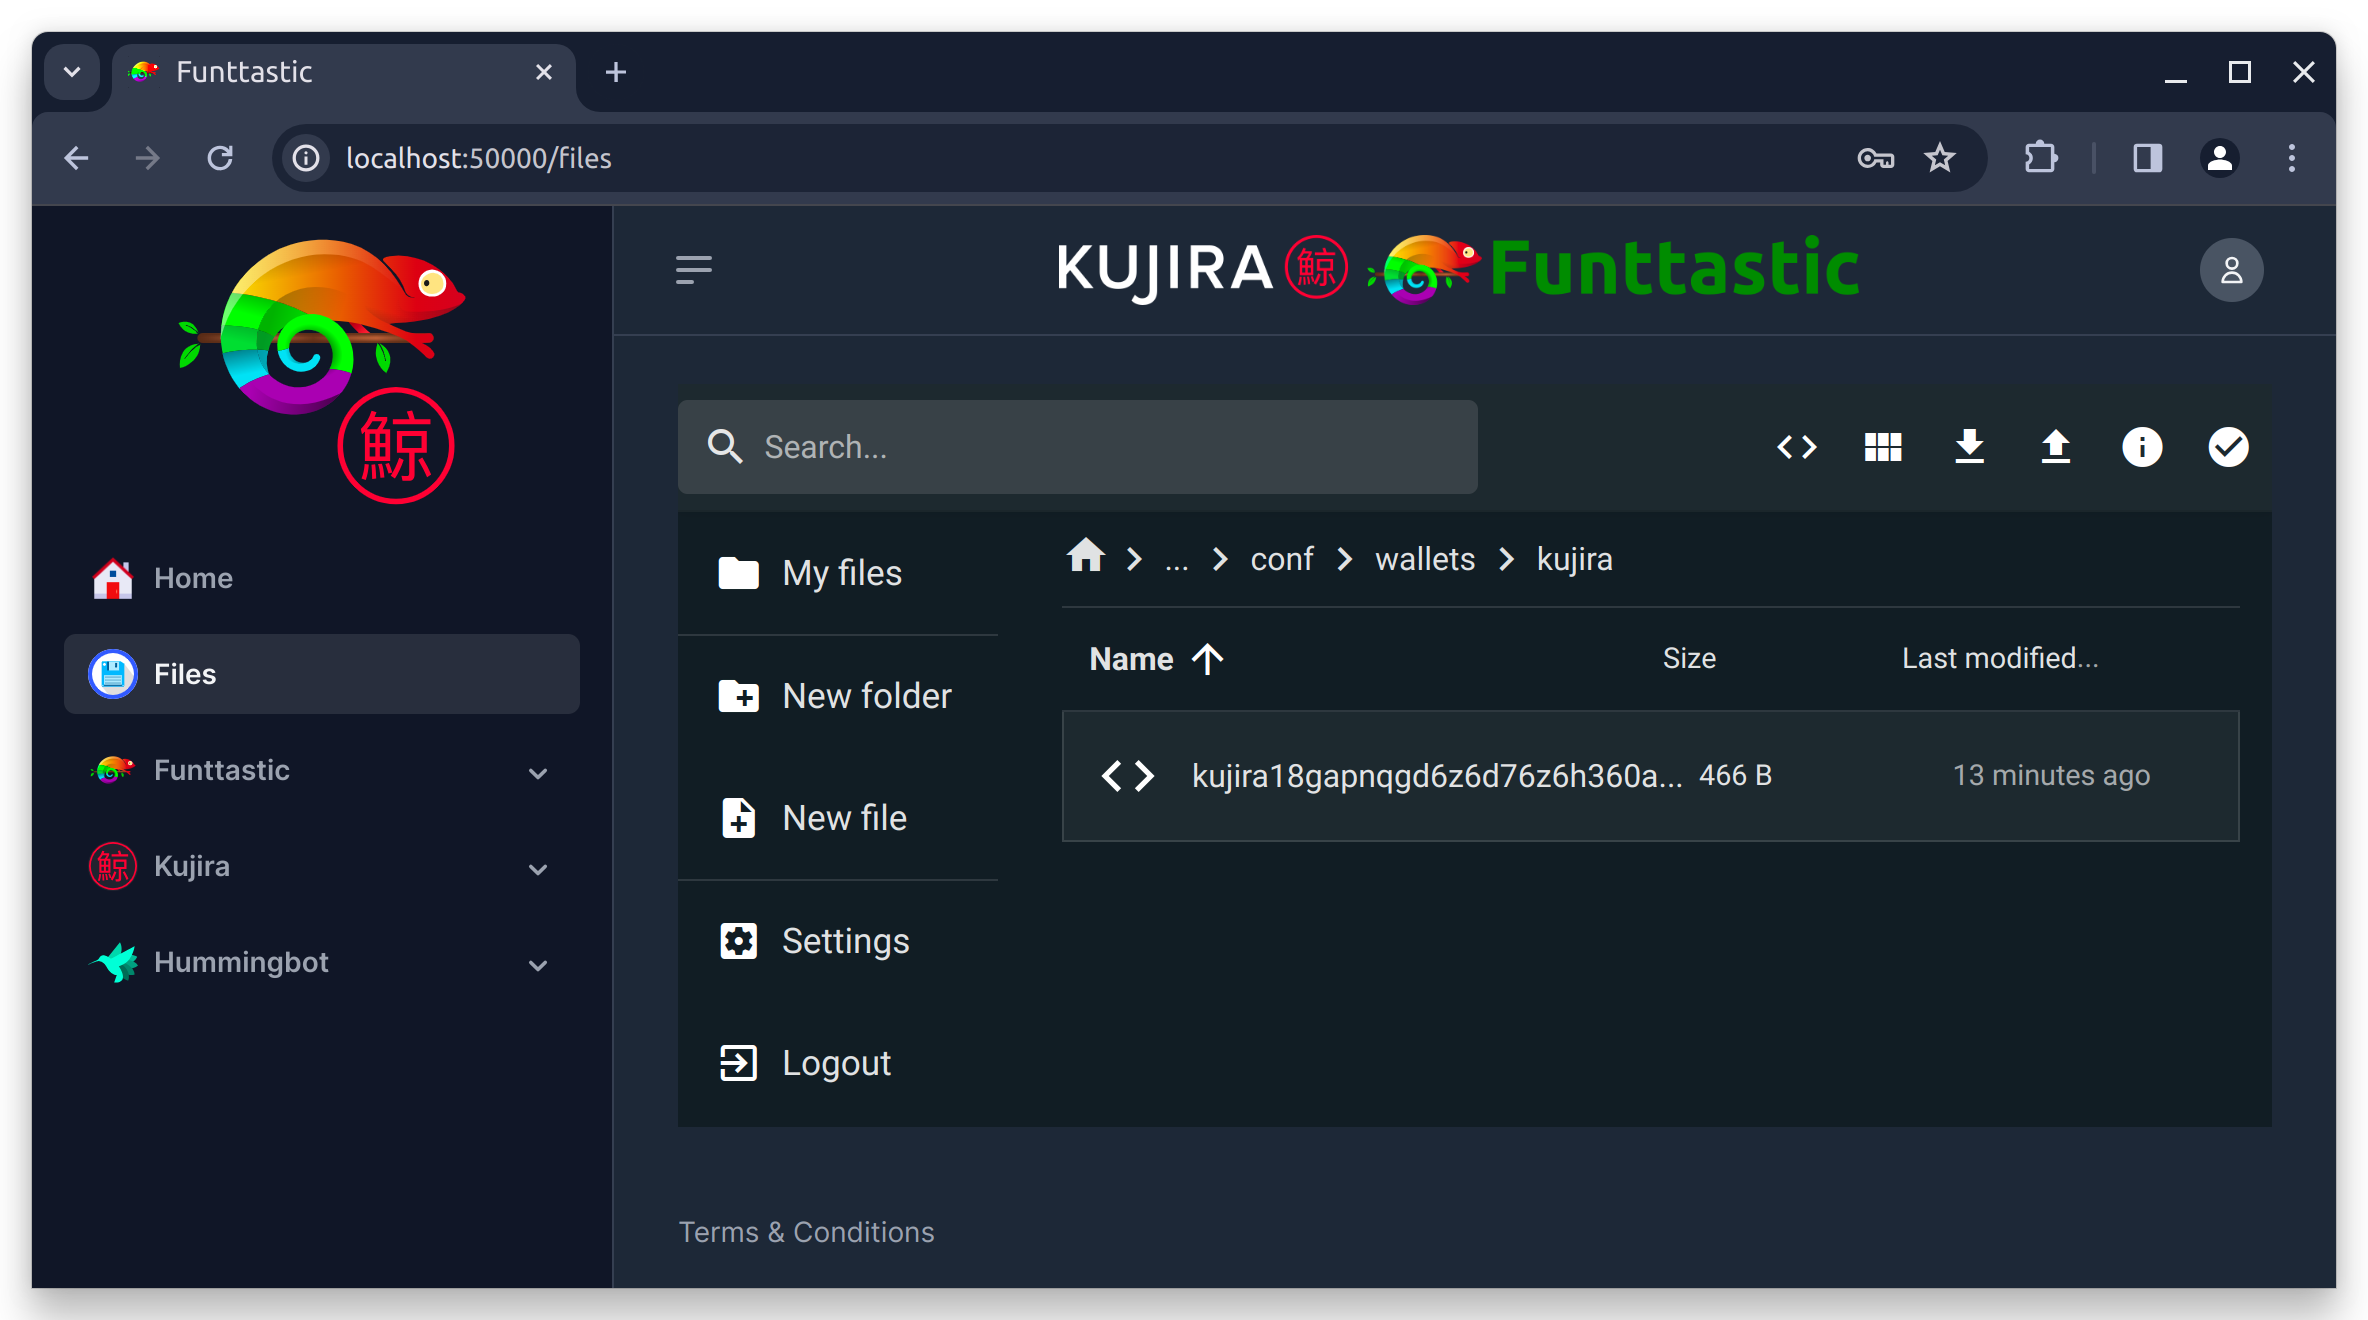 Funttastic
localhost:50000/files
KUJIRA 鯨 Funttastic
鯨
Home
Files
Funttastic
鯨 Kujira
Hummingbot
Search...
My files
New folder
New file
Settings
Logout
... conf wallets kujira
Name Size Last modified...
kujira18gapnqgd6z6d76z6h360a... 466 B 13 minutes ago
Terms & Conditions